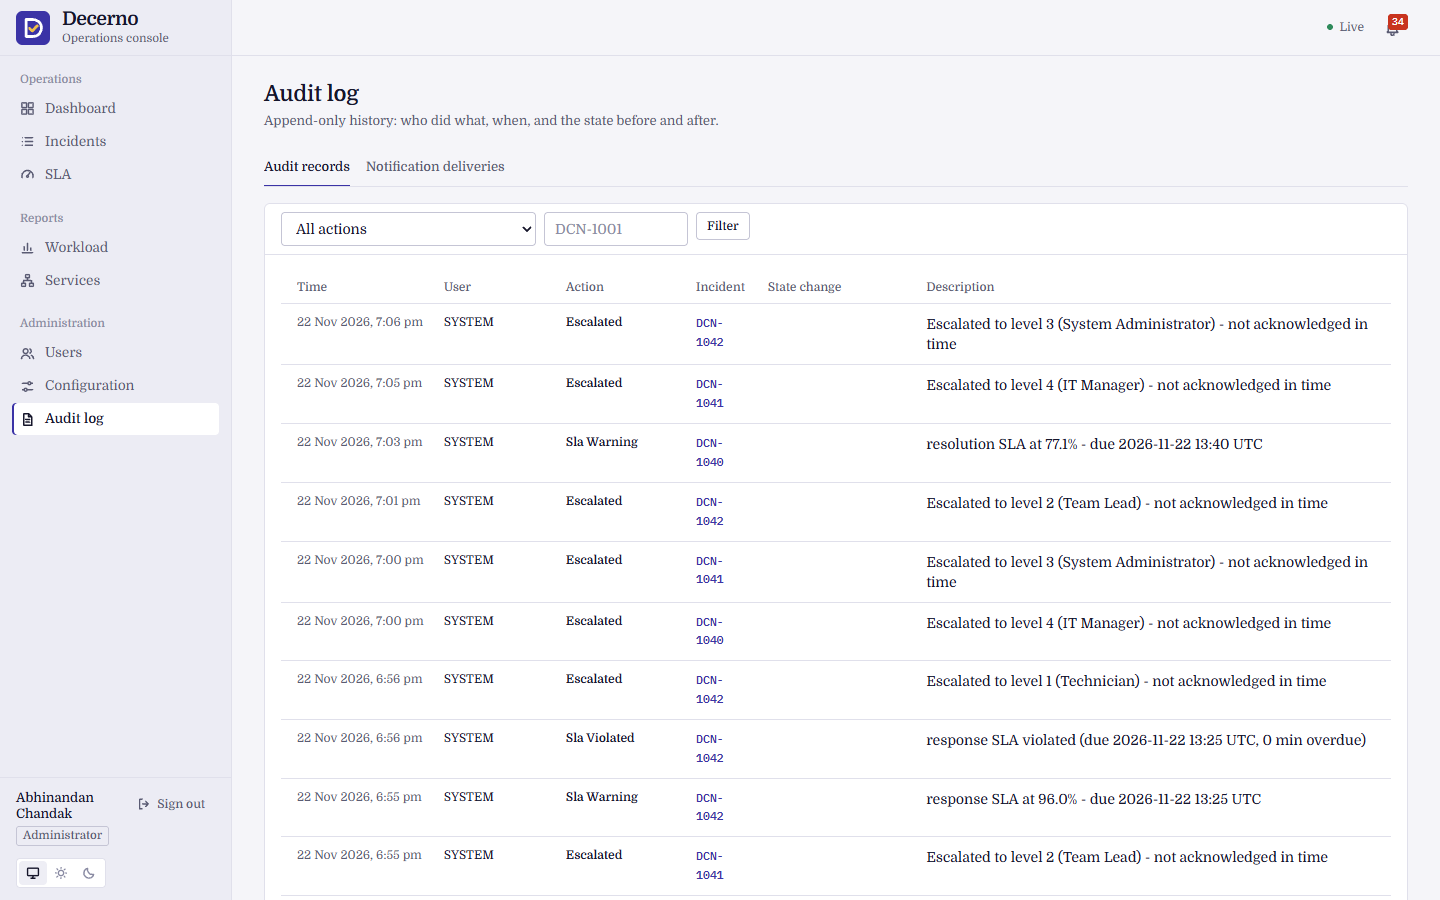 Decerno
Operations console
Live
34
Operations
Dashboard
Incidents
SLA
Reports
Workload
Services
Administration
Users
Configuration
Audit log
Abhinandan
Chandak
Sign out
Administrator
Audit log
Append-only history: who did what, when, and the state before and after.
Audit records Notification deliveries
All actions DCN-1001 Filter
Time User Action Incident State change Description
22 Nov 2026, 7:06 pm SYSTEM Escalated DCN-1042 Escalated to level 3 (System Administrator) - not acknowledged in
time
22 Nov 2026, 7:05 pm SYSTEM Escalated DCN-1041 Escalated to level 4 (IT Manager) - not acknowledged in time
22 Nov 2026, 7:03 pm SYSTEM Sla Warning DCN-1040 resolution SLA at 77.1% - due 2026-11-22 13:40 UTC
22 Nov 2026, 7:01 pm SYSTEM Escalated DCN-1042 Escalated to level 2 (Team Lead) - not acknowledged in time
22 Nov 2026, 7:00 pm SYSTEM Escalated DCN-1041 Escalated to level 3 (System Administrator) - not acknowledged in
time
22 Nov 2026, 7:00 pm SYSTEM Escalated DCN-1040 Escalated to level 4 (IT Manager) - not acknowledged in time
22 Nov 2026, 6:56 pm SYSTEM Escalated DCN-1042 Escalated to level 1 (Technician) - not acknowledged in time
22 Nov 2026, 6:56 pm SYSTEM Sla Violated DCN-1042 response SLA violated (due 2026-11-22 13:25 UTC, 0 min overdue)
22 Nov 2026, 6:55 pm SYSTEM Sla Warning DCN-1042 response SLA at 96.0% - due 2026-11-22 13:25 UTC
22 Nov 2026, 6:55 pm SYSTEM Escalated DCN-1041 Escalated to level 2 (Team Lead) - not acknowledged in time